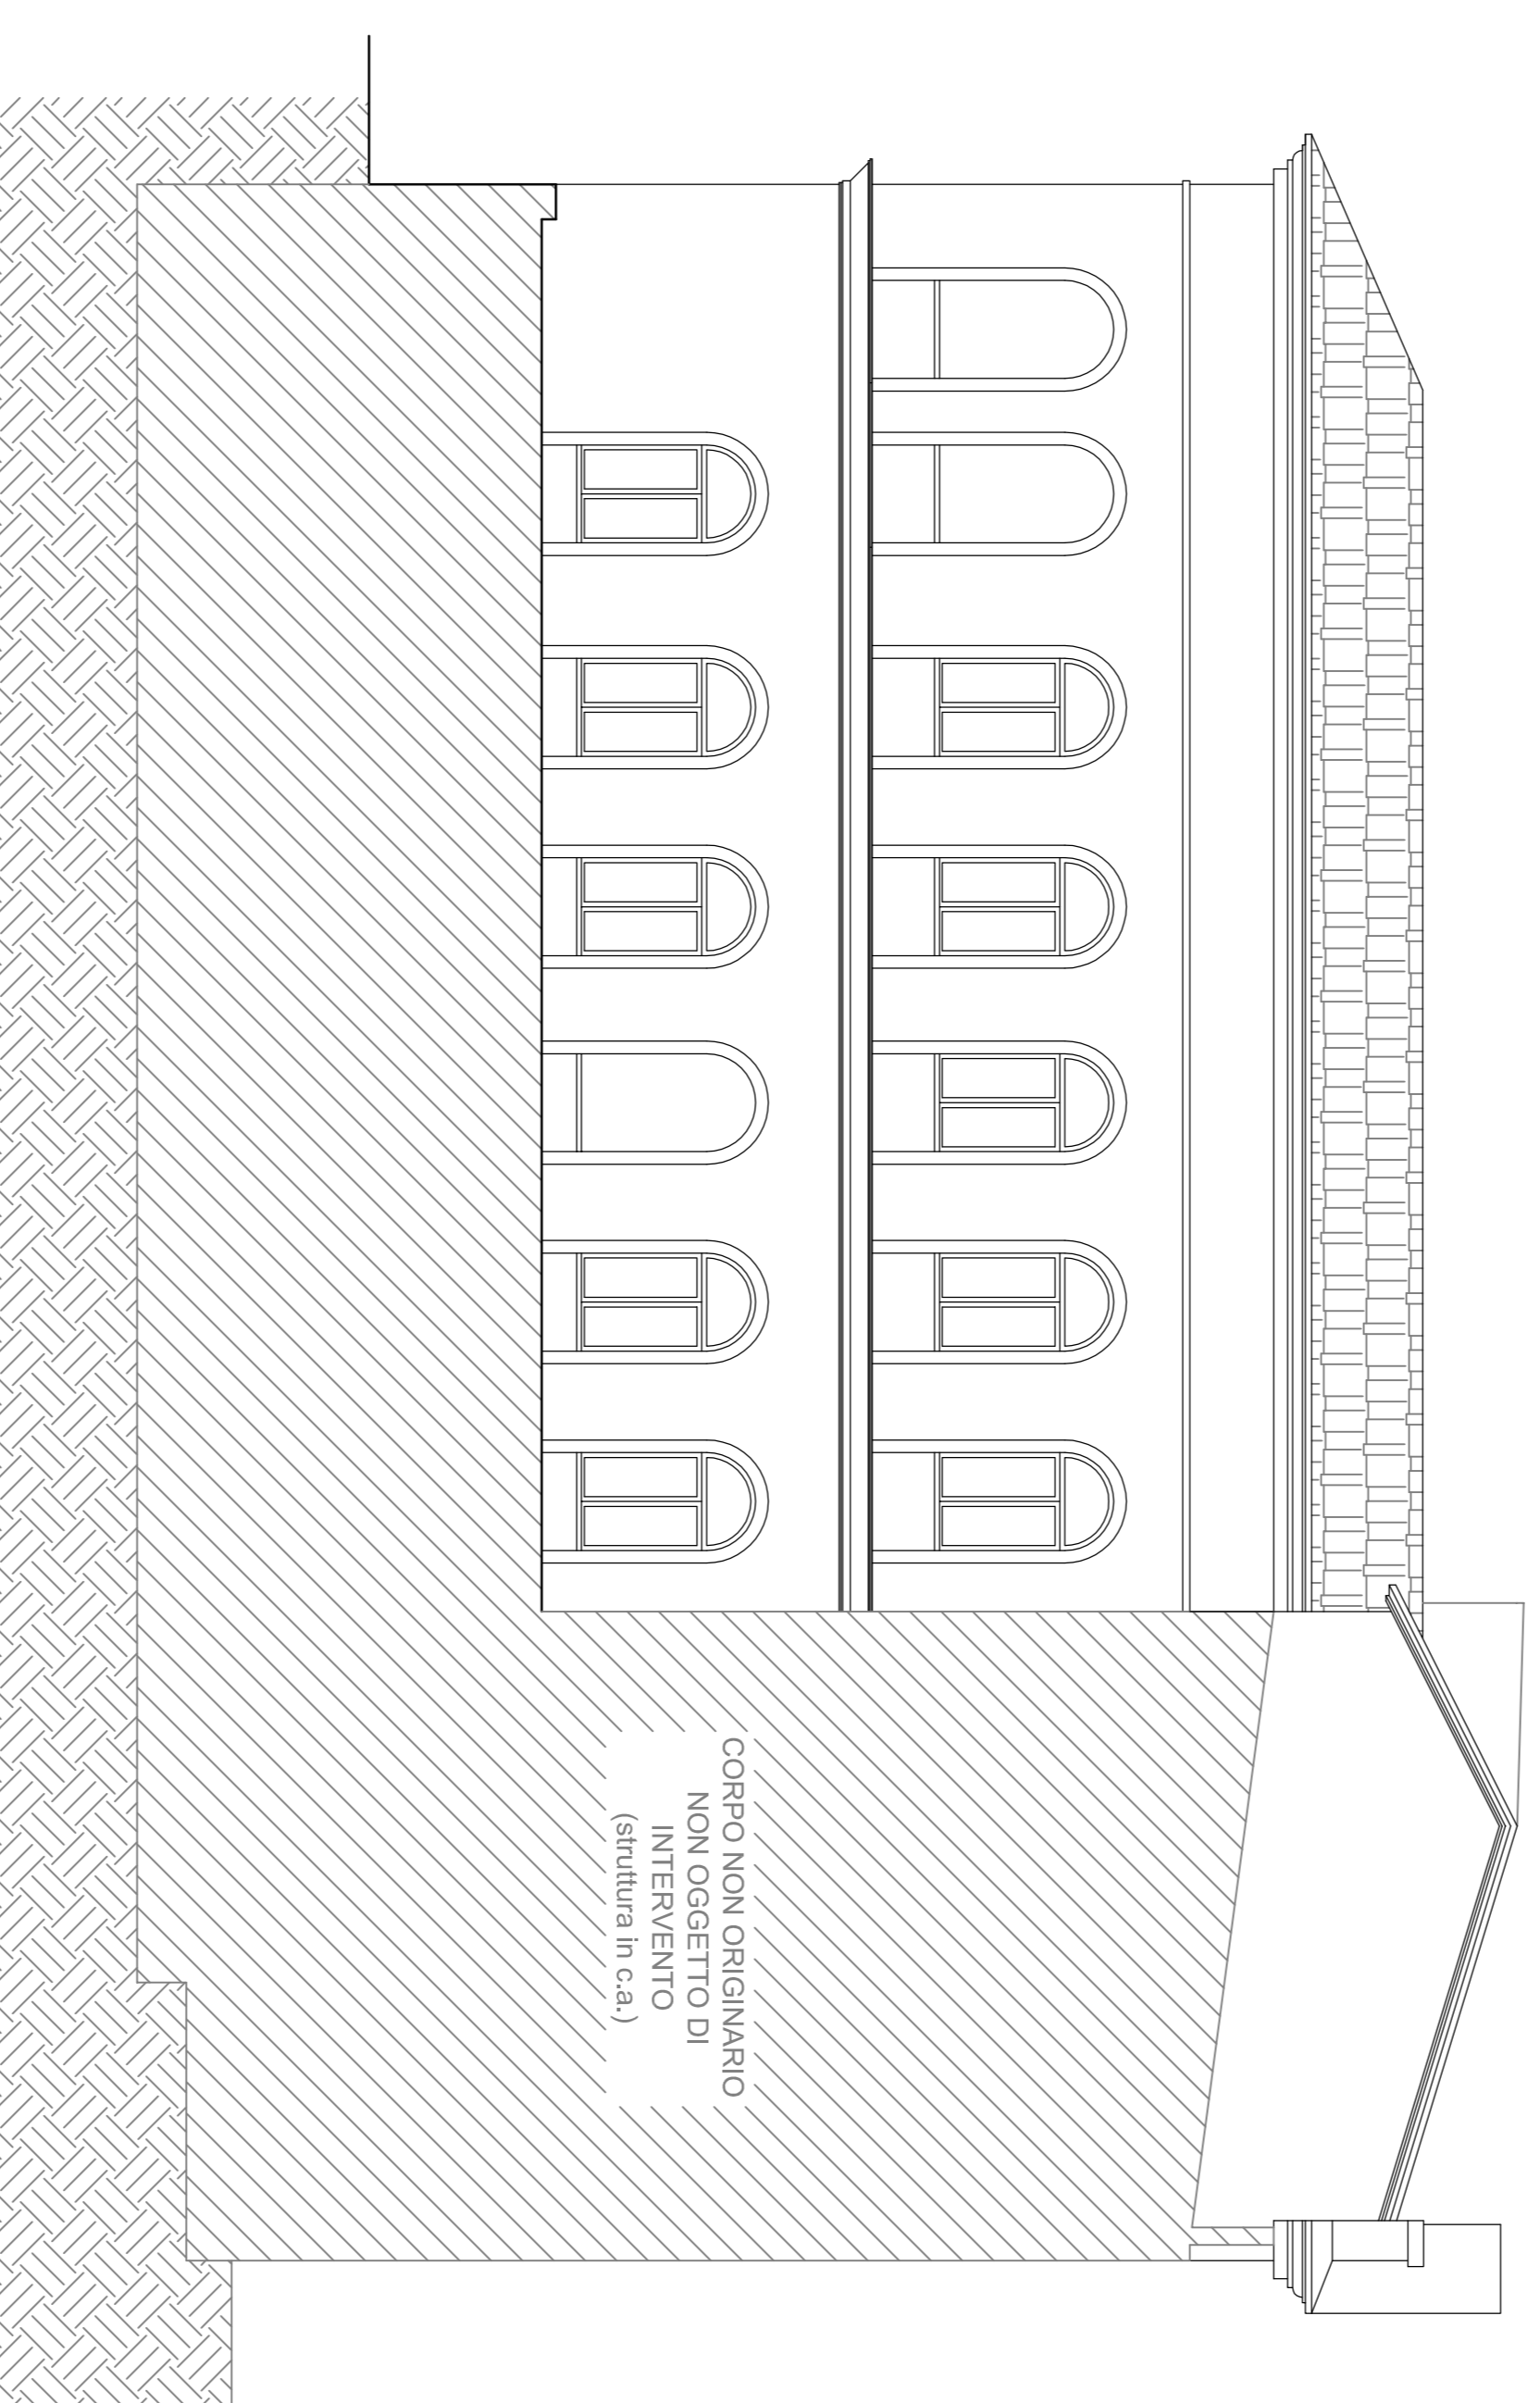 CORPO NON ORIGINARIO
NON OGGETTO DI
INTERVENTO
(struttura in c.a.)